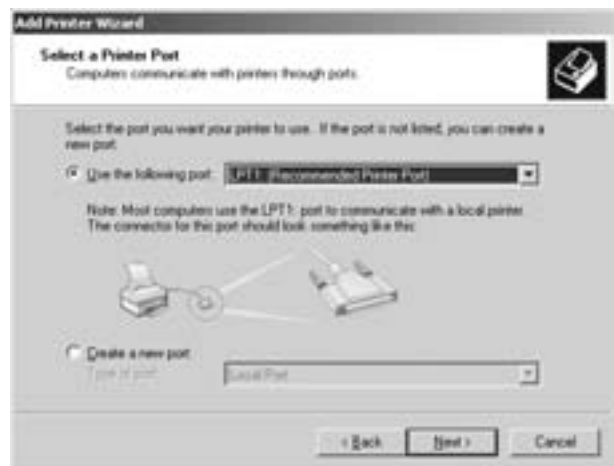 Add Printer Wizard
Select a Printer Port
Computers communicate with printers through ports.
Select the port you want your printer to use. If the port is not listed, you can create a
new port.
Use the following port: LPT1: (Recommended Printer Port)
Note: Most computers use the LPT1: port to communicate with a local printer.
The connector for this port should look something like this:
Create a new port:
Type of port: Local Port
< Back Next > Cancel